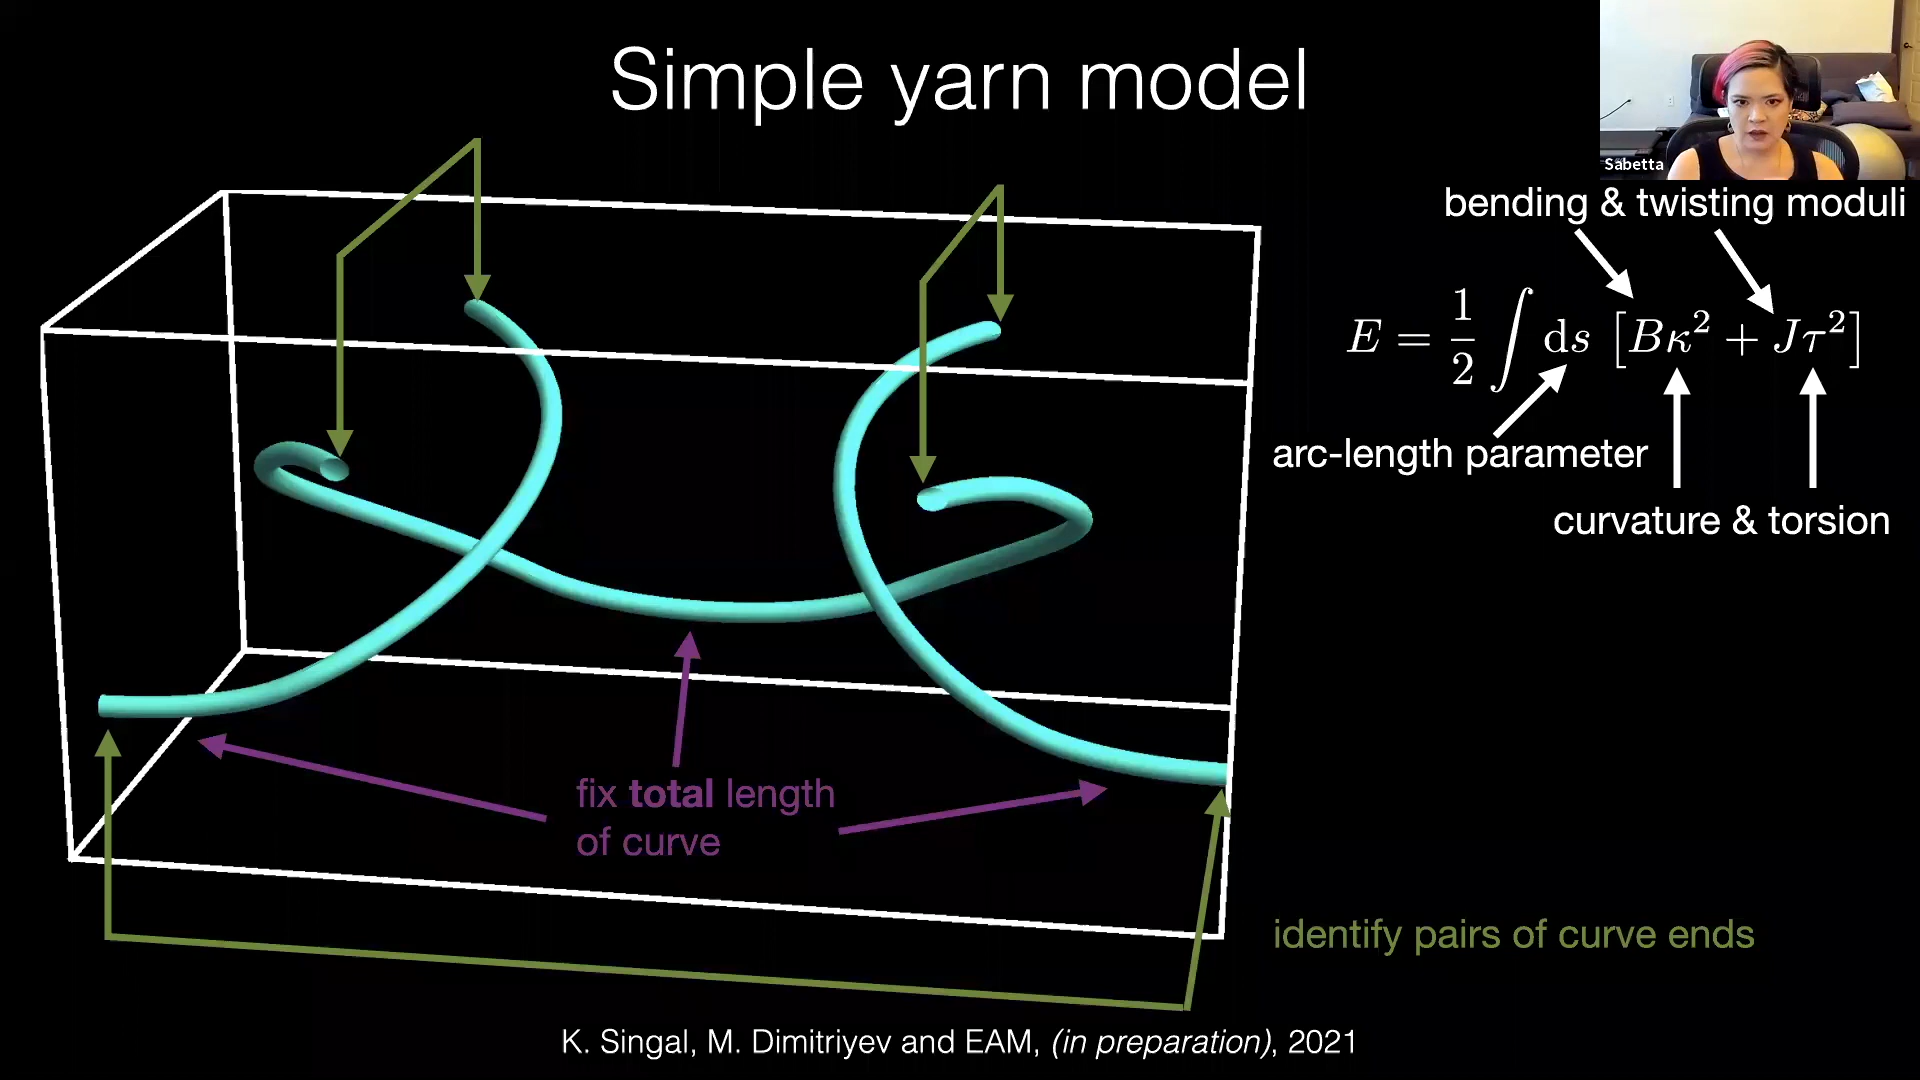 Simple yarn model
Sabetta
bending & twisting moduli
E = 1/2 ∫ ds [Bκ² + Jτ²]
arc-length parameter
curvature & torsion
fix total length
of curve
identify pairs of curve ends
K. Singal, M. Dimitriyev and EAM, (in preparation), 2021